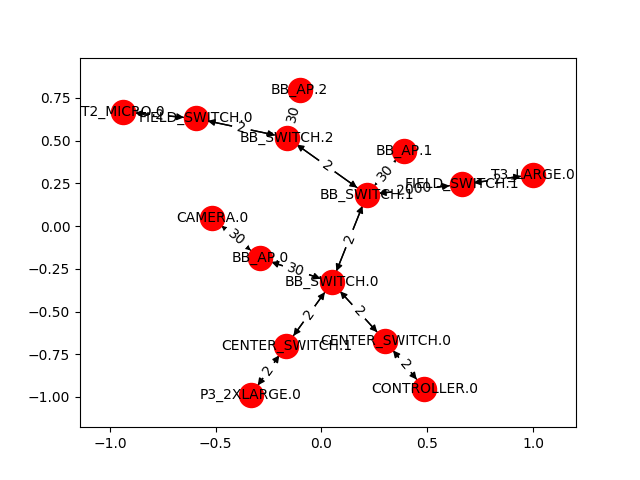 BB_AP.2
T2_MICRO.0
FIELD_SWITCH.0
30
2
BB_SWITCH.2
BB_AP.1
2
30
T3_LARGE.0
FIELD_SWITCH.1
2000
BB_SWITCH.1
CAMERA.0
30
2
BB_AP.0
30
BB_SWITCH.0
2
2
CENTER_SWITCH.1
CENTER_SWITCH.0
2
2
P3_2XLARGE.0
CONTROLLER.0
0.75
0.50
0.25
0.00
−0.25
−0.50
−0.75
−1.00
−1.0
−0.5
0.0
0.5
1.0